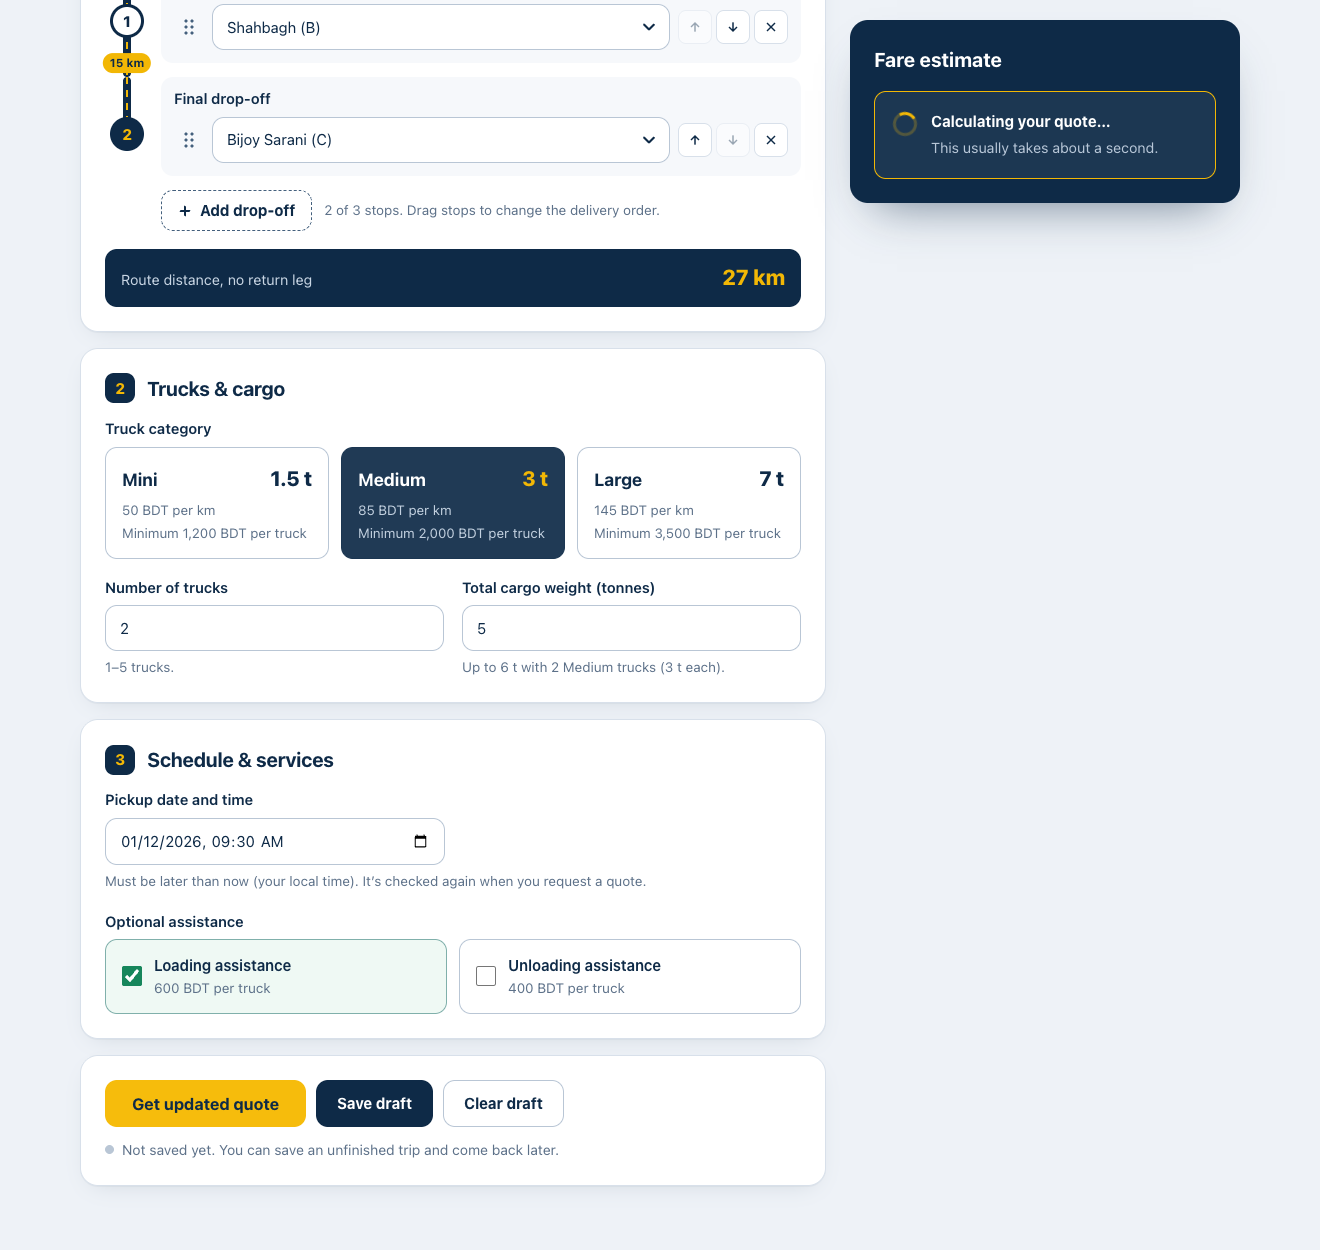 1
Shahbagh (B)
15 km
Final drop-off
2
Bijoy Sarani (C)
+ Add drop-off
2 of 3 stops. Drag stops to change the delivery order.
Route distance, no return leg
27 km
2
Trucks & cargo
Truck category
Mini
1.5 t
50 BDT per km
Minimum 1,200 BDT per truck
Medium
3 t
85 BDT per km
Minimum 2,000 BDT per truck
Large
7 t
145 BDT per km
Minimum 3,500 BDT per truck
Number of trucks
2
1–5 trucks.
Total cargo weight (tonnes)
5
Up to 6 t with 2 Medium trucks (3 t each).
3
Schedule & services
Pickup date and time
01/12/2026, 09:30 AM
Must be later than now (your local time). It’s checked again when you request a quote.
Optional assistance
Loading assistance
600 BDT per truck
Unloading assistance
400 BDT per truck
Get updated quote
Save draft
Clear draft
Not saved yet. You can save an unfinished trip and come back later.
Fare estimate
Calculating your quote…
This usually takes about a second.